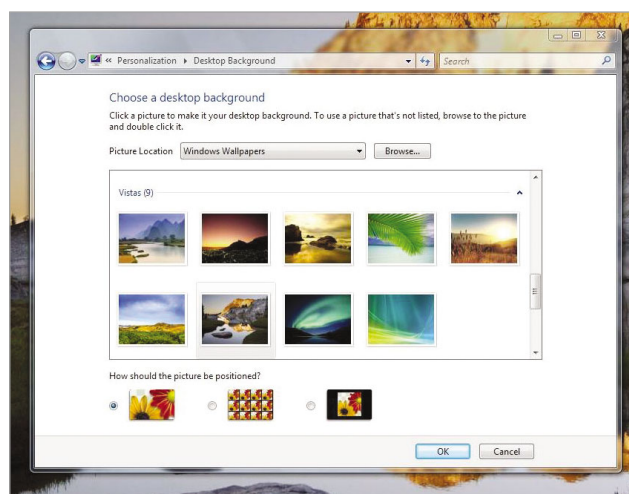 « Personalization ▸ Desktop Background
Search
Choose a desktop background
Click a picture to make it your desktop background. To use a picture that's not listed, browse to the picture
and double click it.
Picture Location Windows Wallpapers Browse...
Vistas (9)
How should the picture be positioned?
OK Cancel